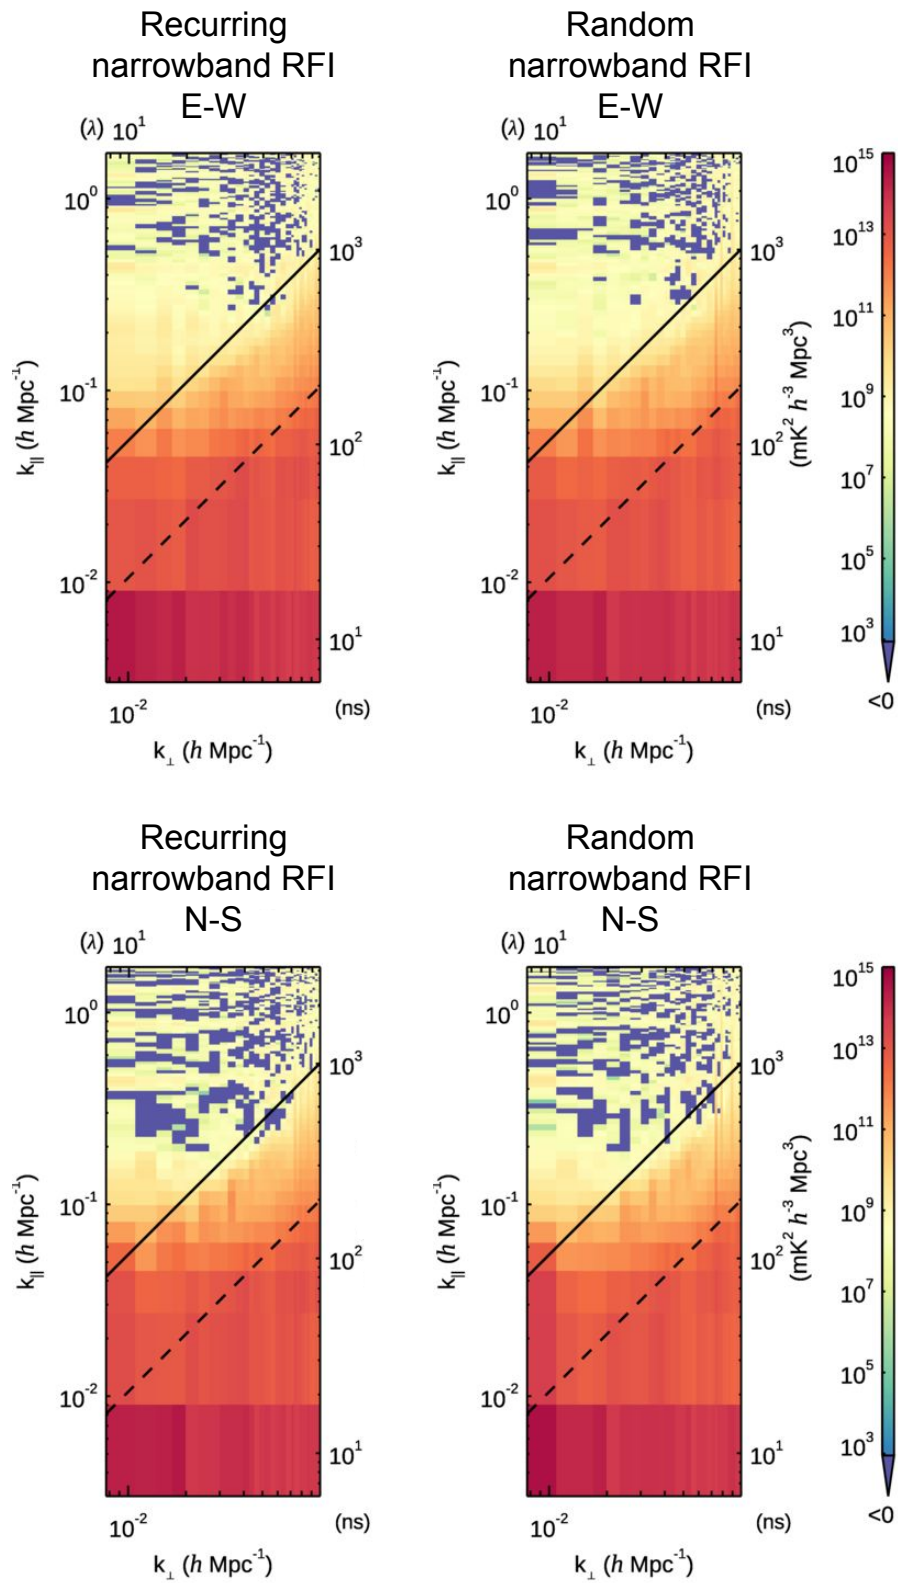 Recurring
narrowband RFI
E-W
Random
narrowband RFI
E-W
(λ) 10¹
(λ) 10¹
10⁰
10⁻¹
10⁻²
k∥ (h Mpc⁻¹)
10³
10²
10¹
10⁻²
(ns)
k⊥ (h Mpc⁻¹)
10⁰
10⁻¹
10⁻²
k∥ (h Mpc⁻¹)
10³
10²
10¹
10⁻²
(ns)
k⊥ (h Mpc⁻¹)
(mK² h⁻³ Mpc³)
10¹⁵
10¹³
10¹¹
10⁹
10⁷
10⁵
10³
<0
Recurring
narrowband RFI
N-S
Random
narrowband RFI
N-S
(λ) 10¹
(λ) 10¹
10⁰
10⁻¹
10⁻²
k∥ (h Mpc⁻¹)
10³
10²
10¹
10⁻²
(ns)
k⊥ (h Mpc⁻¹)
10⁰
10⁻¹
10⁻²
k∥ (h Mpc⁻¹)
10³
10²
10¹
10⁻²
(ns)
k⊥ (h Mpc⁻¹)
(mK² h⁻³ Mpc³)
10¹⁵
10¹³
10¹¹
10⁹
10⁷
10⁵
10³
<0